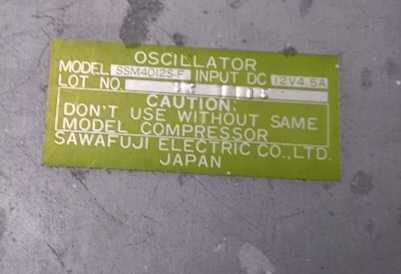 OSCILLATOR
MODEL SSM4012S-F INPUT DC 12V4.5A
LOT NO.
CAUTION:
DON'T USE WITHOUT SAME
MODEL COMPRESSOR
SAWAFUJI ELECTRIC CO.,LTD.
JAPAN